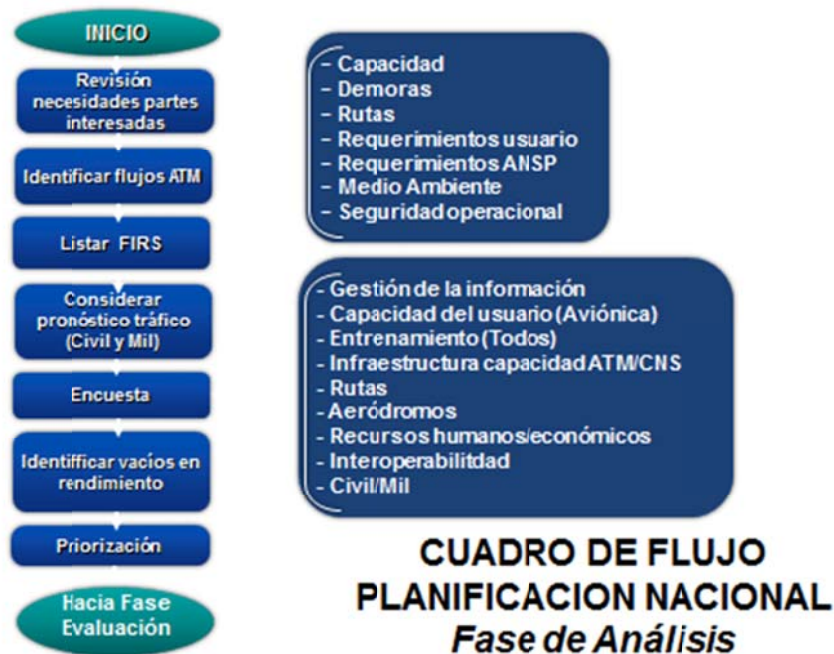 INICIO
Revisión
necesidades partes
interesadas
Identificar flujos ATM
Listar FIRS
Considerar
pronóstico tráfico
(Civil y Mil)
Encuesta
Identifficar vacíos en
rendimiento
Priorización
Hacia Fase
Evaluación
– Capacidad
– Demoras
– Rutas
– Requerimientos usuario
– Requerimientos ANSP
– Medio Ambiente
– Seguridad operacional
- Gestión de la información
- Capacidad del usuario (Aviónica)
- Entrenamiento (Todos)
- Infraestructura capacidad ATM/CNS
- Rutas
- Aeródromos
- Recursos humanos/económicos
- Interoperabilitdad
- Civil/Mil
CUADRO DE FLUJO
PLANIFICACION NACIONAL
Fase de Análisis